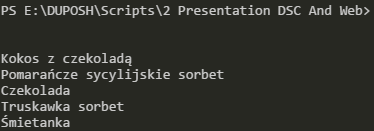 PS E:\DUPOSH\Scripts\2 Presentation DSC And Web>
Kokos z czekoladą
Pomarańcze sycylijskie sorbet
Czekolada
Truskawka sorbet
Śmietanka